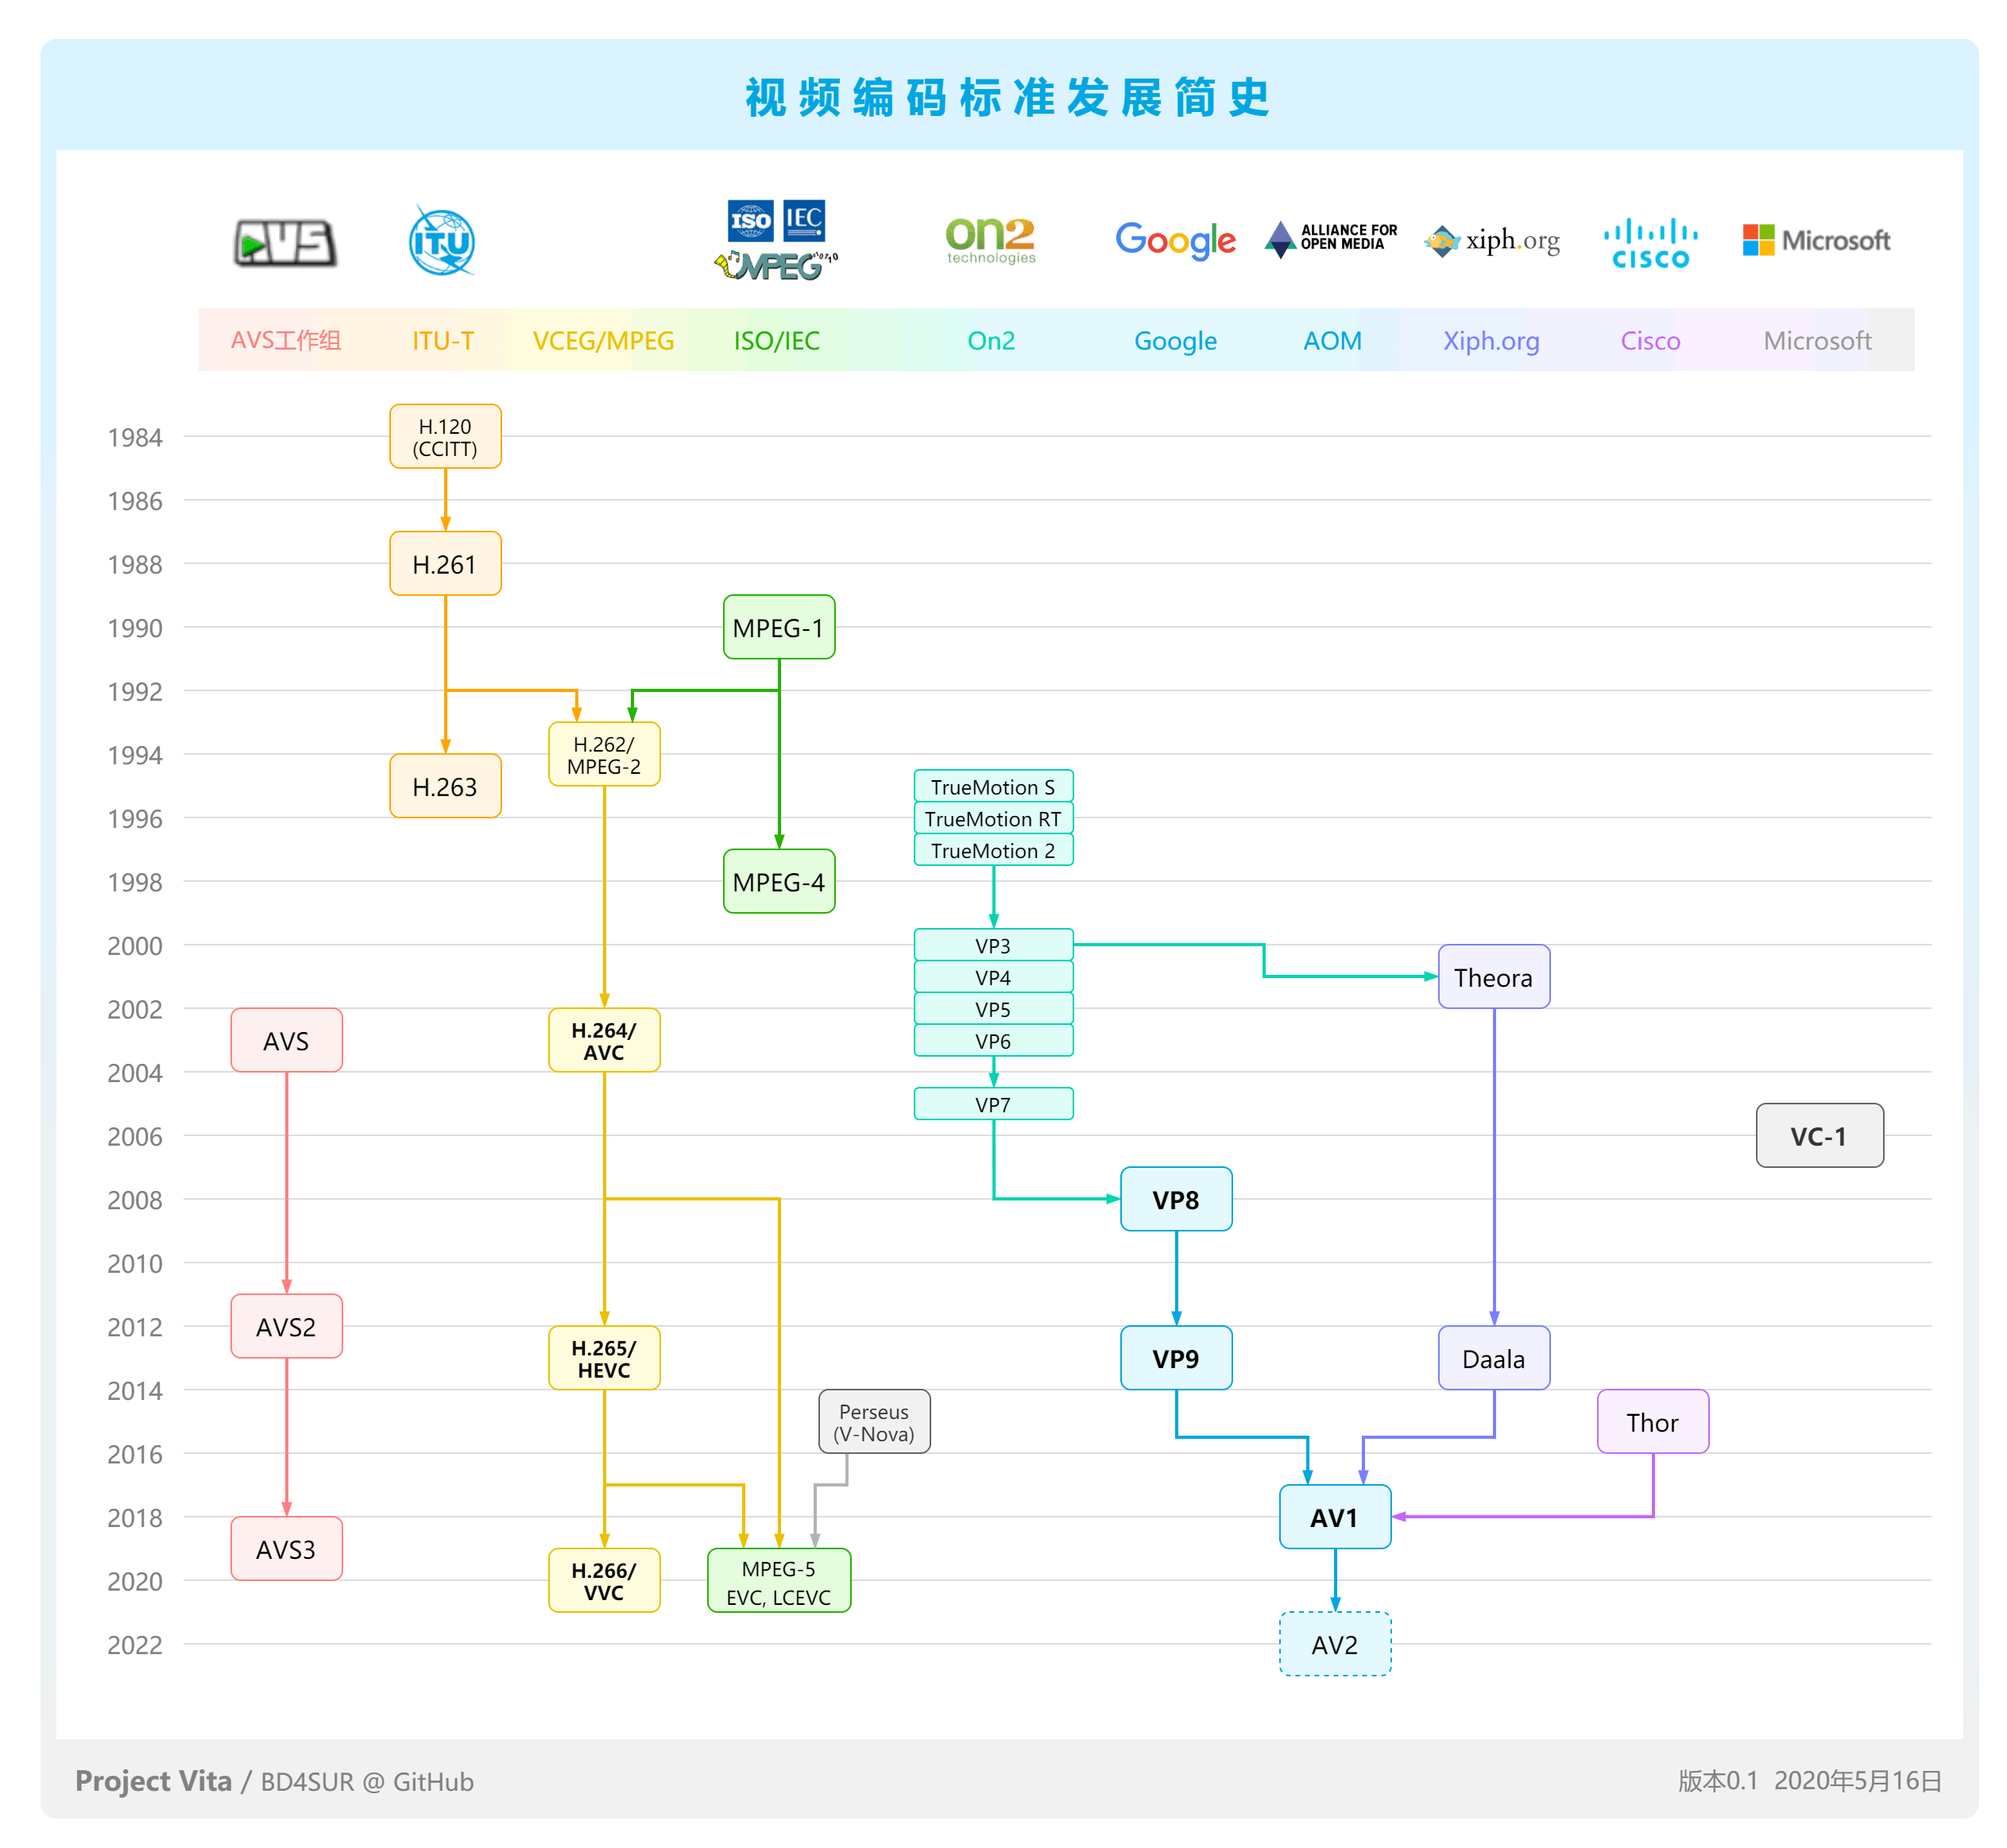 视频编码标准发展简史
AVS
ITU
ISO IEC
MPEG
On2
technologies
Google
ALLIANCE FOR
OPEN MEDIA
xiph.org
CISCO
Microsoft
AVS工作组 ITU-T VCEG/MPEG ISO/IEC On2 Google AOM Xiph.org Cisco Microsoft
1984
H.120
(CCITT)
1986
1988
H.261
1990
MPEG-1
1992
H.262/
MPEG-2
1994
H.263
TrueMotion S
1996
TrueMotion RT
TrueMotion 2
1998
MPEG-4
2000
VP3
VP4
Theora
2002
VP5
AVS
H.264/
AVC
VP6
2004
VP7
2006
VC-1
2008
VP8
2010
2012
AVS2
H.265/
HEVC
VP9
Daala
2014
Perseus
(V-Nova)
Thor
2016
2018
AV1
AVS3
2020
H.266/
VVC
MPEG-5
EVC, LCEVC
2022
AV2
Project Vita / BD4SUR @ GitHub
版本0.1 2020年5月16日